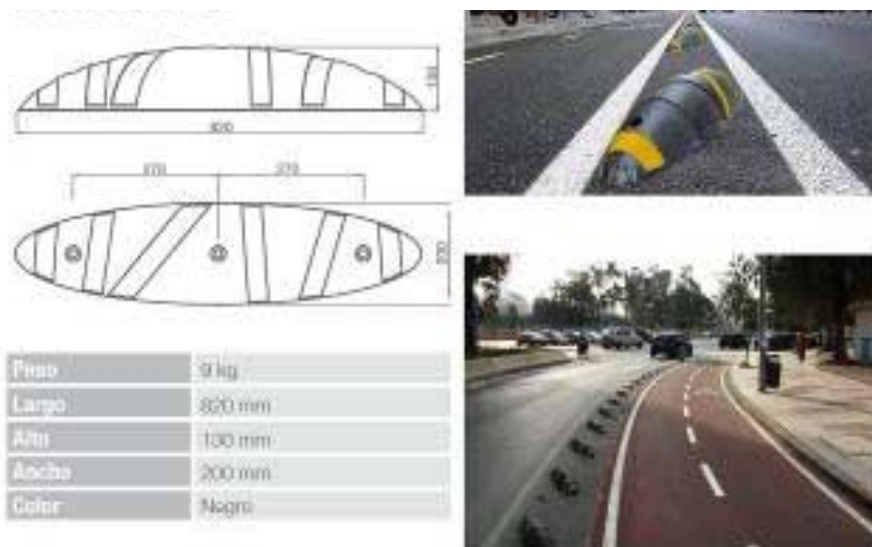 820
270
270
200
Peso 9 kg
Largo 820 mm
Alto 130 mm
Ancho 200 mm
Color Negro